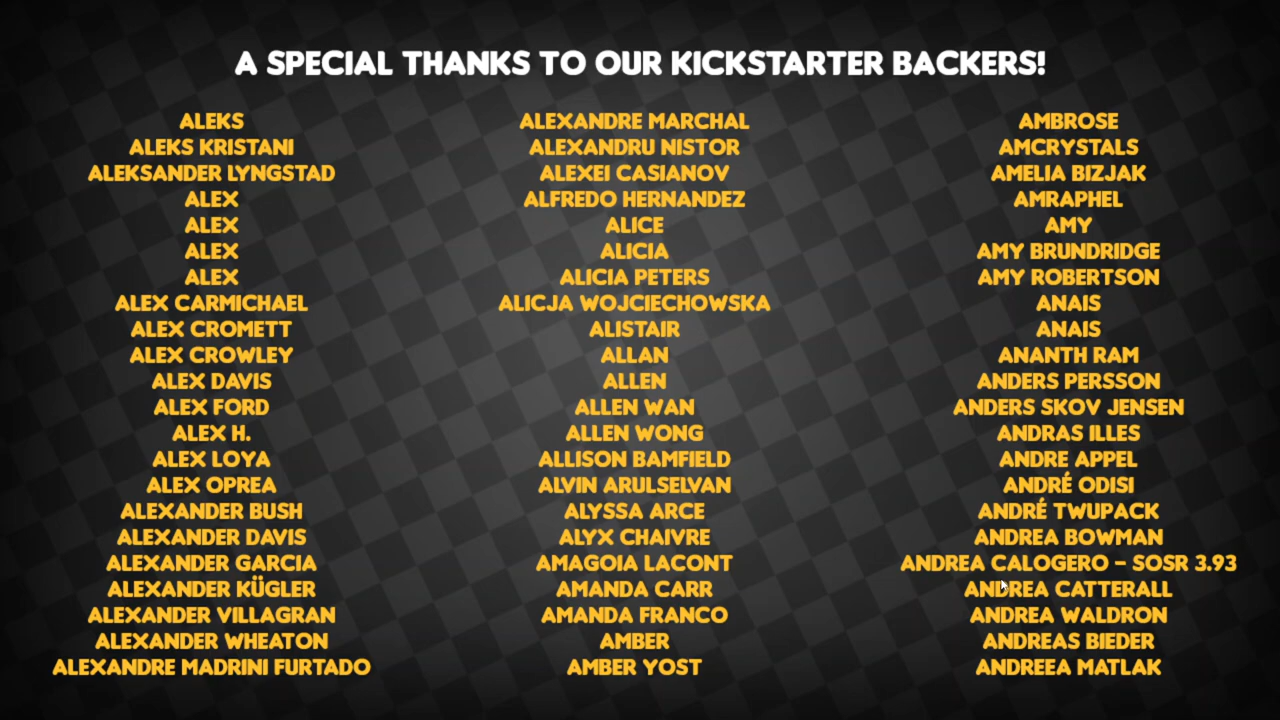 A SPECIAL THANKS TO OUR KICKSTARTER BACKERS!
ALEKS
ALEKS KRISTANI
ALEKSANDER LYNGSTAD
ALEX
ALEX
ALEX
ALEX
ALEX CARMICHAEL
ALEX CROMETT
ALEX CROWLEY
ALEX DAVIS
ALEX FORD
ALEX H.
ALEX LOYA
ALEX OPREA
ALEXANDER BUSH
ALEXANDER DAVIS
ALEXANDER GARCIA
ALEXANDER KÜGLER
ALEXANDER VILLAGRAN
ALEXANDER WHEATON
ALEXANDRE MADRINI FURTADO
ALEXANDRE MARCHAL
ALEXANDRU NISTOR
ALEXEI CASIANOV
ALFREDO HERNANDEZ
ALICE
ALICIA
ALICIA PETERS
ALICJA WOJCIECHOWSKA
ALISTAIR
ALLAN
ALLEN
ALLEN WAN
ALLEN WONG
ALLISON BAMFIELD
ALVIN ARULSELVAN
ALYSSA ARCE
ALYX CHAIVRE
AMAGOIA LACONT
AMANDA CARR
AMANDA FRANCO
AMBER
AMBER YOST
AMBROSE
AMCRYSTALS
AMELIA BIZJAK
AMRAPHEL
AMY
AMY BRUNDRIDGE
AMY ROBERTSON
ANAIS
ANAIS
ANANTH RAM
ANDERS PERSSON
ANDERS SKOV JENSEN
ANDRAS ILLES
ANDRE APPEL
ANDRÉ ODISI
ANDRÉ TWUPACK
ANDREA BOWMAN
ANDREA CALOGERO – SOSR 3.93
ANDREA CATTERALL
ANDREA WALDRON
ANDREAS BIEDER
ANDREEA MATLAK